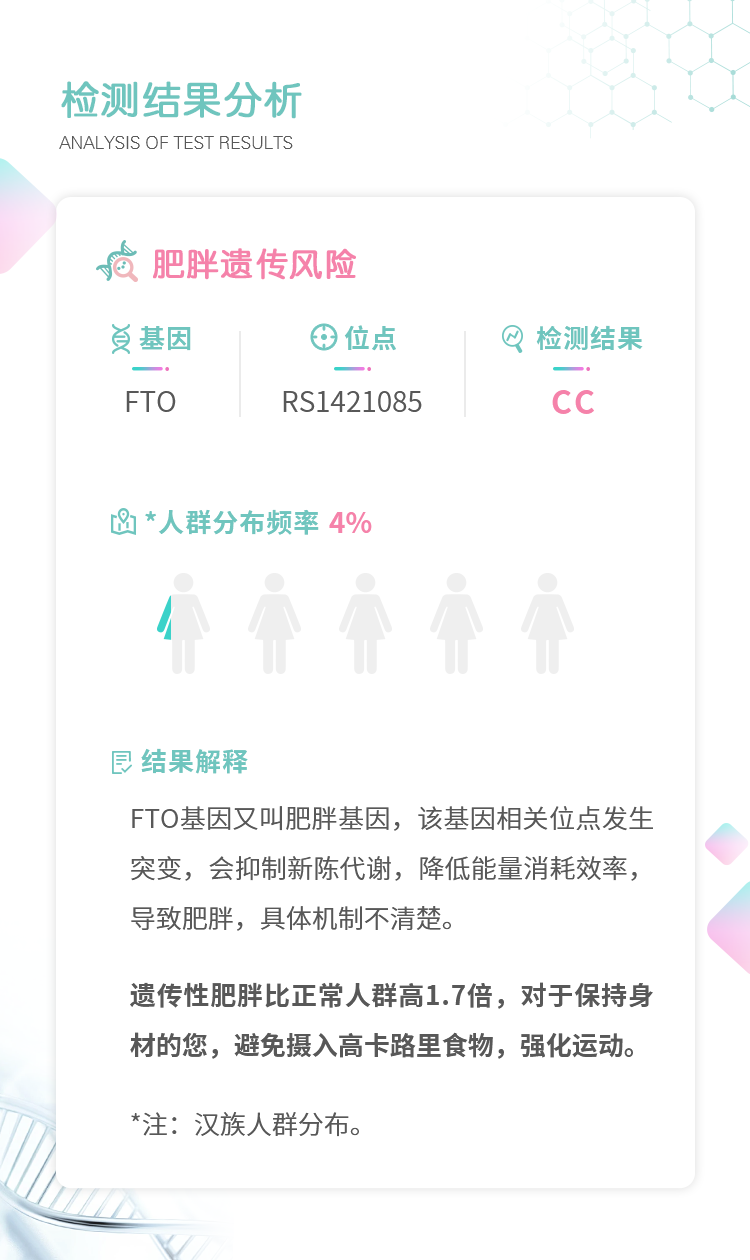 检测结果分析
ANALYSIS OF TEST RESULTS
肥胖遗传风险
基因
位点
检测结果
FTO
RS1421085
CC
*人群分布频率 4%
结果解释
FTO基因又叫肥胖基因，该基因相关位点发生
突变，会抑制新陈代谢，降低能量消耗效率，
导致肥胖，具体机制不清楚。
遗传性肥胖比正常人群高1.7倍，对于保持身
材的您，避免摄入高卡路里食物，强化运动。
*注：汉族人群分布。